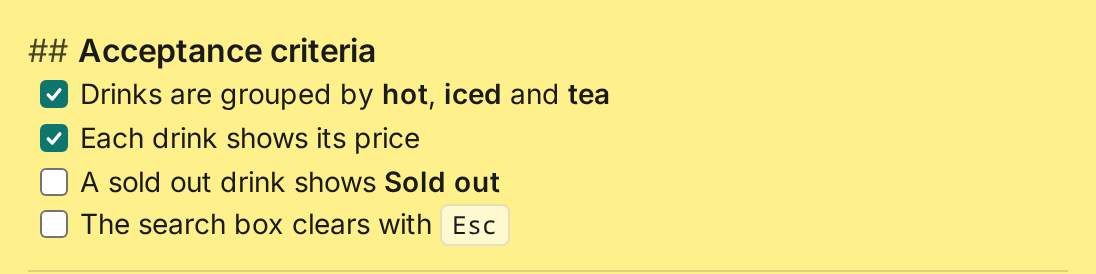 ## Acceptance criteria
Drinks are grouped by hot, iced and tea
Each drink shows its price
A sold out drink shows Sold out
The search box clears with Esc